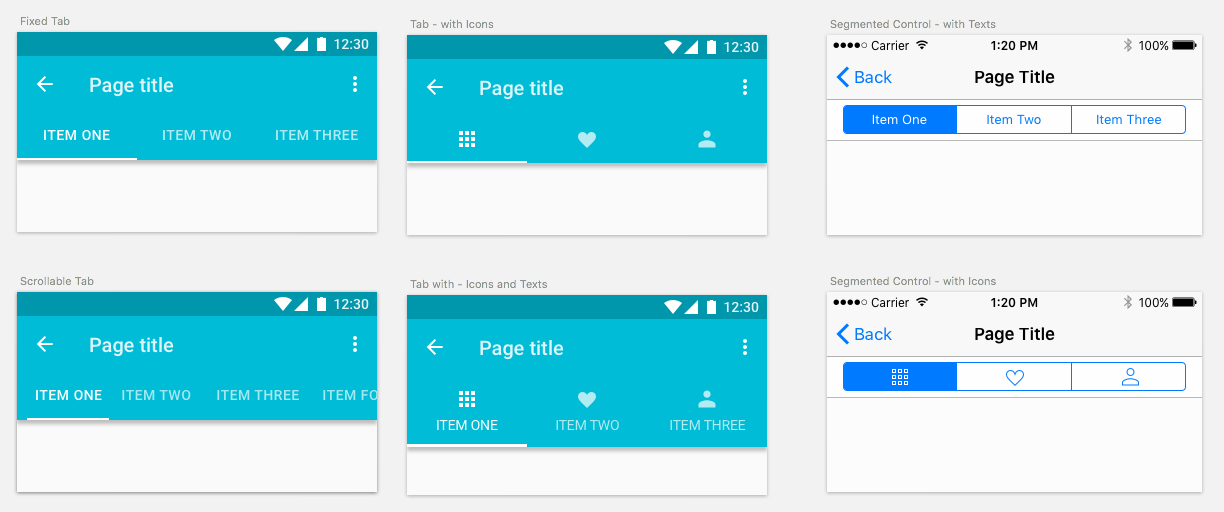 Fixed Tab
12:30
Page title
ITEM ONE ITEM TWO ITEM THREE
Tab - with Icons
12:30
Page title
Segmented Control - with Texts
Carrier 1:20 PM 100%
Back Page Title
Item One Item Two Item Three
Scrollable Tab
12:30
Page title
ITEM ONE ITEM TWO ITEM THREE ITEM FO
Tab with - Icons and Texts
12:30
Page title
ITEM ONE ITEM TWO ITEM THREE
Segmented Control - with Icons
Carrier 1:20 PM 100%
Back Page Title